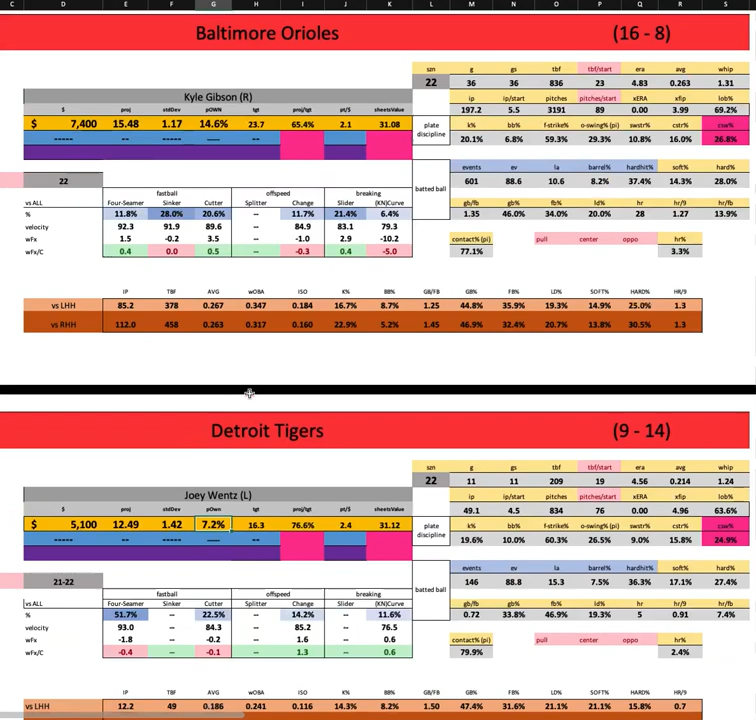 C D E F G H I J K L M N O P Q R S
Baltimore Orioles (16 - 8)
szn g gs tbf tbf/start era avg whip
22 36 36 836 23 4.83 0.263 1.31
Kyle Gibson (R) ip ip/start pitches pitches/start xERA xfip lob%
$ proj stdDev pOWN tgt proj/tgt pt/$ sheetsValue 197.2 5.5 3191 89 0.00 3.99 69.2%
$ 7,400 15.48 1.17 14.6% 23.7 65.4% 2.1 31.08 plate discipline k% bb% f-strike% o-swing% (pi) swstr% cstr% csw%
----- -- -- ---- -- 20.1% 6.8% 59.3% 29.3% 10.8% 16.0% 26.8%
events ev la barrel% hardhit% soft% hard%
22 batted ball 601 88.6 10.6 8.2% 37.4% 14.3% 28.0%
fastball offspeed breaking gb/fb gb% fb% ld% hr hr/9 hr/fb
vs ALL Four-Seamer Sinker Cutter Splitter Change Slider (KN)Curve 1.35 46.0% 34.0% 20.0% 28 1.27 13.9%
% 11.8% 28.0% 20.6% -- 11.7% 21.4% 6.4%
velocity 92.3 91.9 89.6 -- 84.9 83.1 79.3 contact% (pi) pull center oppo hr%
wFx 1.5 -0.2 3.5 -- -1.0 2.9 -10.2 77.1% 3.3%
wFx/C 0.4 0.0 0.5 -- -0.3 0.4 -5.0
IP TBF AVG wOBA ISO K% BB% GB/FB GB% FB% LD% SOFT% HARD% HR/9
vs LHH 85.2 378 0.267 0.347 0.184 16.7% 8.7% 1.25 44.8% 35.9% 19.3% 14.9% 25.0% 1.3
vs RHH 112.0 458 0.263 0.317 0.160 22.9% 5.2% 1.45 46.9% 32.4% 20.7% 13.8% 30.5% 1.3
Detroit Tigers (9 - 14)
szn g gs tbf tbf/start era avg whip
22 11 11 209 19 4.56 0.214 1.24
Joey Wentz (L) ip ip/start pitches pitches/start xERA xfip lob%
$ proj stdDev pOwn tgt proj/tgt pt/$ sheetsValue 49.1 4.5 834 76 0.00 4.96 63.6%
$ 5,100 12.49 1.42 7.2% 16.3 76.6% 2.4 31.12 plate discipline k% bb% f-strike% o-swing% (pi) swstr% cstr% csw%
----- -- -- ---- -- 19.6% 10.0% 60.3% 26.5% 9.0% 15.8% 24.9%
events ev la barrel% hardhit% soft% hard%
21-22 batted ball 146 88.8 15.3 7.5% 36.3% 17.1% 27.4%
fastball offspeed breaking gb/fb gb% fb% ld% hr hr/9 hr/fb
vs ALL Four-Seamer Sinker Cutter Splitter Change Slider (KN)Curve 0.72 33.8% 46.9% 19.3% 5 0.91 7.4%
% 51.7% -- 22.5% -- 14.2% -- 11.6%
velocity 93.0 -- 84.3 -- 85.2 -- 76.5 contact% (pi) pull center oppo hr%
wFx -1.8 -- -0.2 -- 1.6 -- 0.6 79.9% 2.4%
wFx/C -0.4 -- -0.1 -- 1.3 -- 0.6
IP TBF AVG wOBA ISO K% BB% GB/FB GB% FB% LD% SOFT% HARD% HR/9
vs LHH 12.2 49 0.186 0.241 0.116 14.3% 8.2% 1.50 47.4% 31.6% 21.1% 21.1% 15.8% 0.7